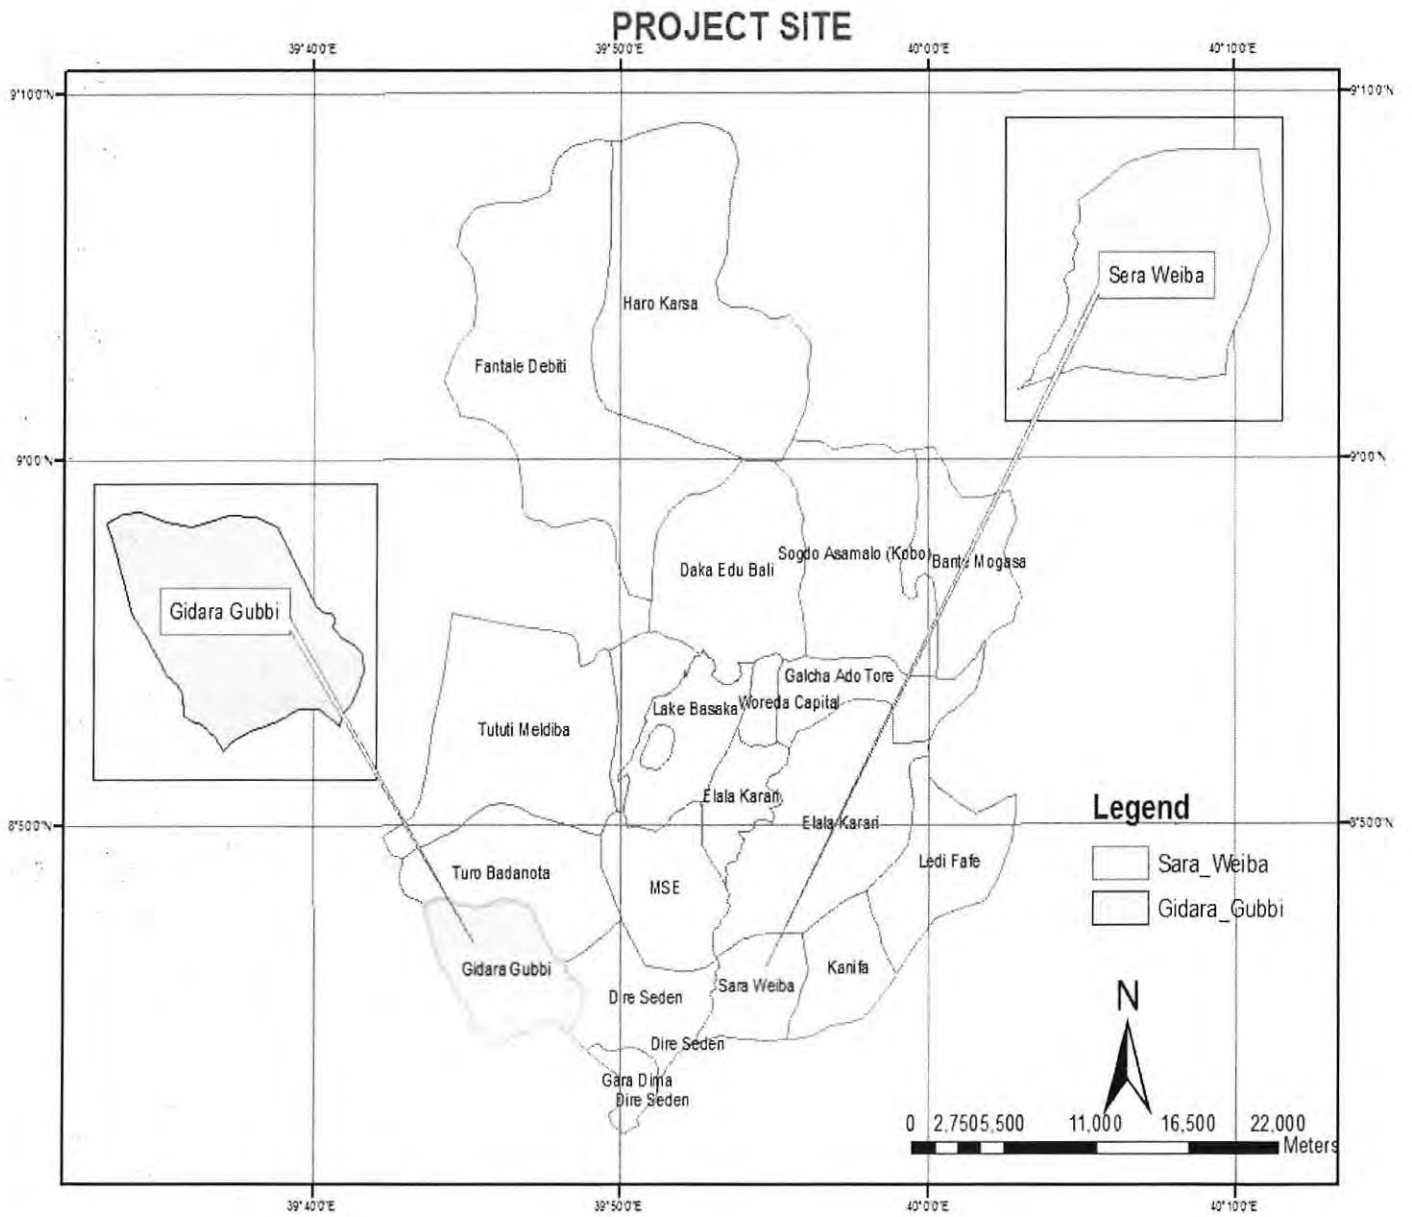 PROJECT SITE
39°40'0"E 39°50'0"E 40°0'0"E 40°10'0"E
9°10'0"N 9°10'0"N
Sera Weiba
Haro Karsa
Fantale Debiti
9°0'0"N 9°0'0"N
Sogdo Asamalo (Kobo)
Bante Mogasa
Daka Edu Bali
Gidara Gubbi
Galcha Ado Tore
Lake Basaka
Woreda Capital
Tututi Meldiba
Elala Karari
Elala Karari
8°50'0"N 8°50'0"N
Legend
Sara_Weiba
Gidara_Gubbi
Ledi Fafe
Turo Badanota
MSE
Gidara Gubbi
Kanifa
Sara Weiba
Dire Seden
Dire Seden
Gara Dima
Dire Seden
N
0 2,750 5,500 11,000 16,500 22,000
Meters
39°40'0"E 39°50'0"E 40°0'0"E 40°10'0"E